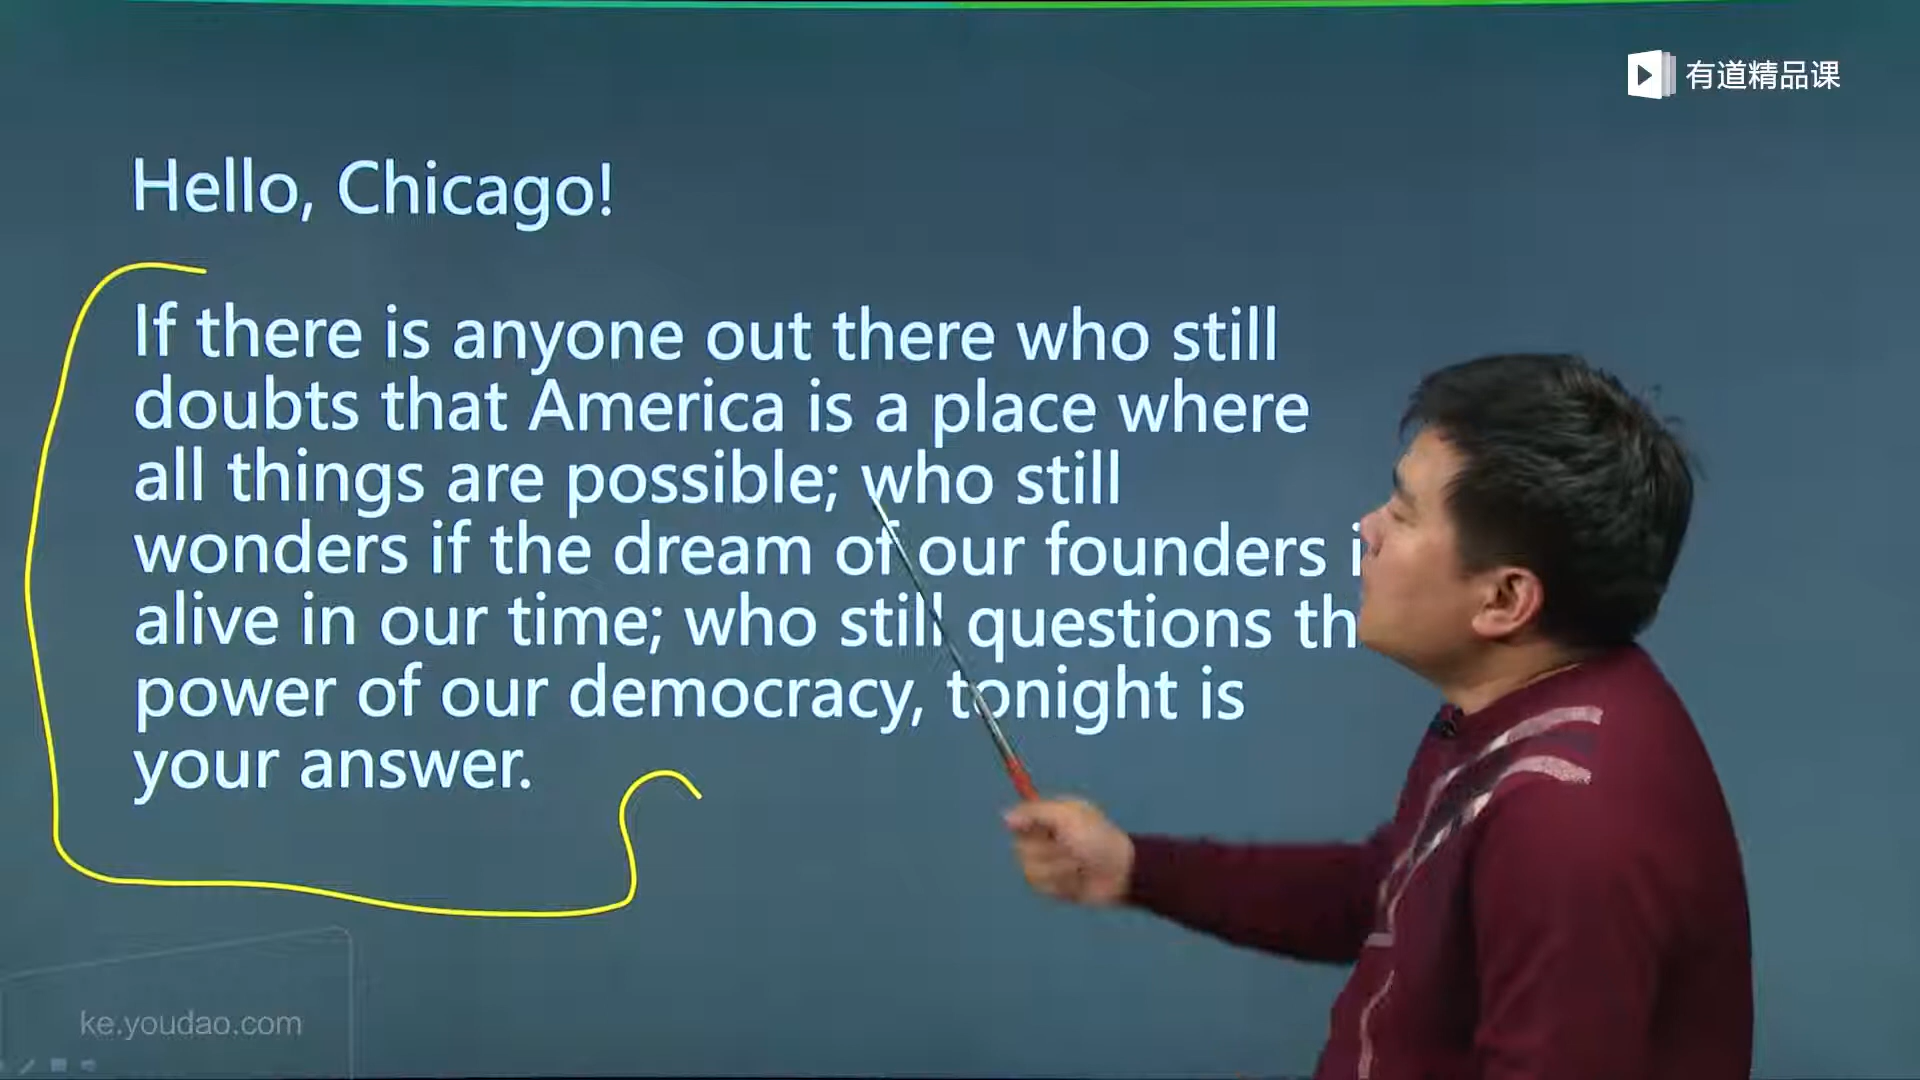 有道精品课
Hello, Chicago!
If there is anyone out there who still
doubts that America is a place where
all things are possible; who still
wonders if the dream of our founders
alive in our time; who still questions
power of our democracy, tonight is
your answer.
ke.youdao.com